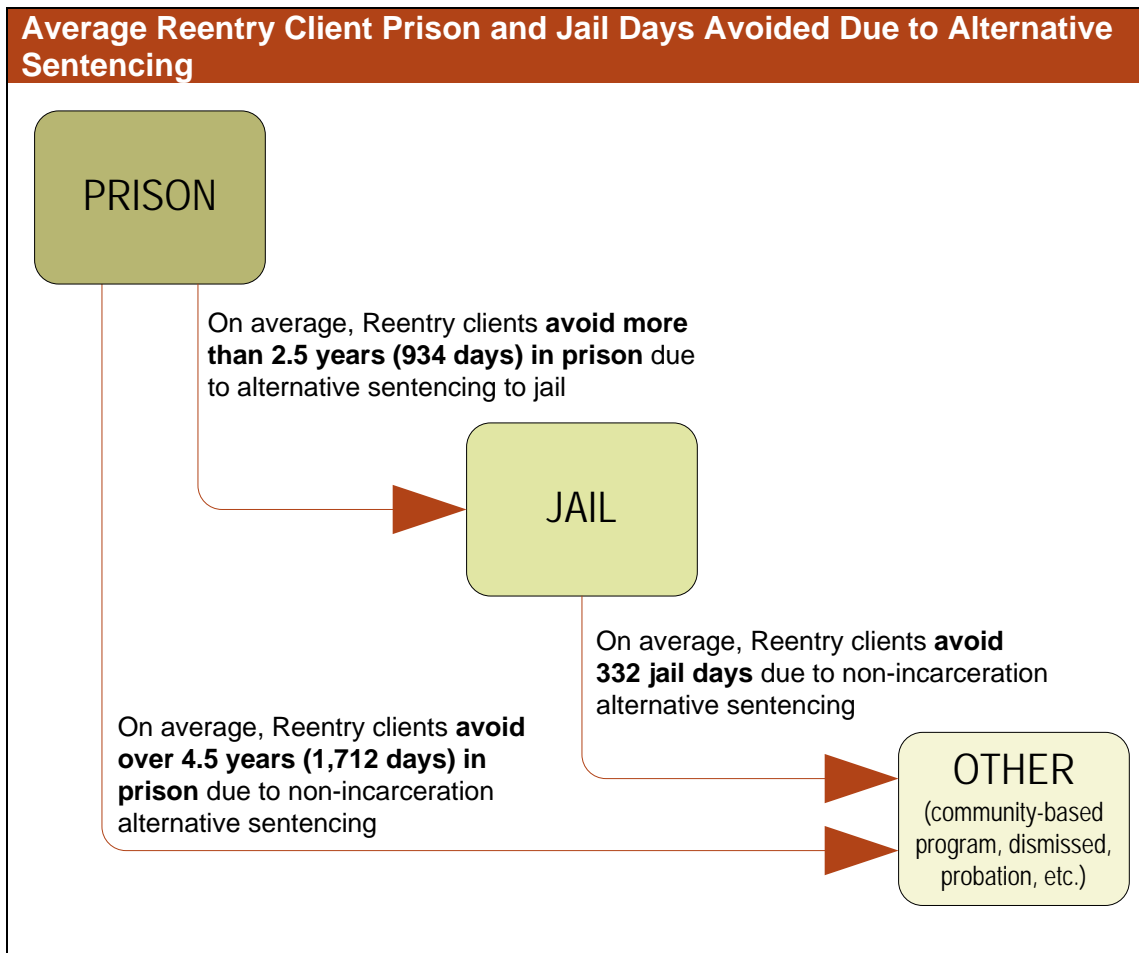 Average Reentry Client Prison and Jail Days Avoided Due to Alternative
Sentencing
PRISON
On average, Reentry clients avoid more
than 2.5 years (934 days) in prison due
to alternative sentencing to jail
JAIL
On average, Reentry clients avoid
332 jail days due to non-incarceration
alternative sentencing
On average, Reentry clients avoid
over 4.5 years (1,712 days) in
prison due to non-incarceration
alternative sentencing
OTHER
(community-based
program, dismissed,
probation, etc.)